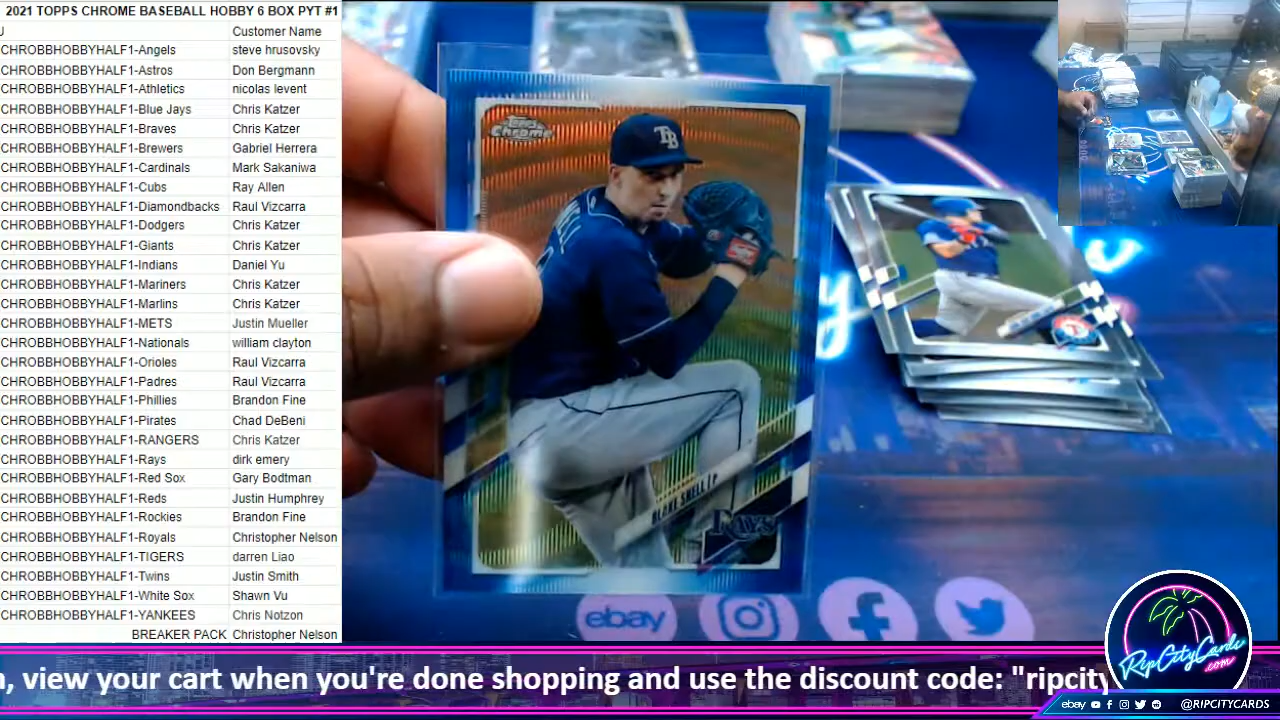 2021 TOPPS CHROME BASEBALL HOBBY 6 BOX PYT #1
J Customer Name
CHROBBHOBBYHALF1-Angels steve hrusovsky
CHROBBHOBBYHALF1-Astros Don Bergmann
CHROBBHOBBYHALF1-Athletics nicolas levent
CHROBBHOBBYHALF1-Blue Jays Chris Katzer
CHROBBHOBBYHALF1-Braves Chris Katzer
CHROBBHOBBYHALF1-Brewers Gabriel Herrera
CHROBBHOBBYHALF1-Cardinals Mark Sakaniwa
CHROBBHOBBYHALF1-Cubs Ray Allen
CHROBBHOBBYHALF1-Diamondbacks Raul Vizcarra
CHROBBHOBBYHALF1-Dodgers Chris Katzer
CHROBBHOBBYHALF1-Giants Chris Katzer
CHROBBHOBBYHALF1-Indians Daniel Yu
CHROBBHOBBYHALF1-Mariners Chris Katzer
CHROBBHOBBYHALF1-Marlins Chris Katzer
CHROBBHOBBYHALF1-METS Justin Mueller
CHROBBHOBBYHALF1-Nationals william clayton
CHROBBHOBBYHALF1-Orioles Raul Vizcarra
CHROBBHOBBYHALF1-Padres Raul Vizcarra
CHROBBHOBBYHALF1-Phillies Brandon Fine
CHROBBHOBBYHALF1-Pirates Chad DeBeni
CHROBBHOBBYHALF1-RANGERS Chris Katzer
CHROBBHOBBYHALF1-Rays dirk emery
CHROBBHOBBYHALF1-Red Sox Gary Bodtman
CHROBBHOBBYHALF1-Reds Justin Humphrey
CHROBBHOBBYHALF1-Rockies Brandon Fine
CHROBBHOBBYHALF1-Royals Christopher Nelson
CHROBBHOBBYHALF1-TIGERS darren Liao
CHROBBHOBBYHALF1-Twins Justin Smith
CHROBBHOBBYHALF1-White Sox Shawn Vu
CHROBBHOBBYHALF1-YANKEES Chris Notzon
BREAKER PACK Christopher Nelson
Topps
Chrome
TB
BLAKE SNELL | P
RAYS
ebay
RipCityCards
.com
, view your cart when you're done shopping and use the discount code: "ripcity
ebay @RIPCITYCARDS